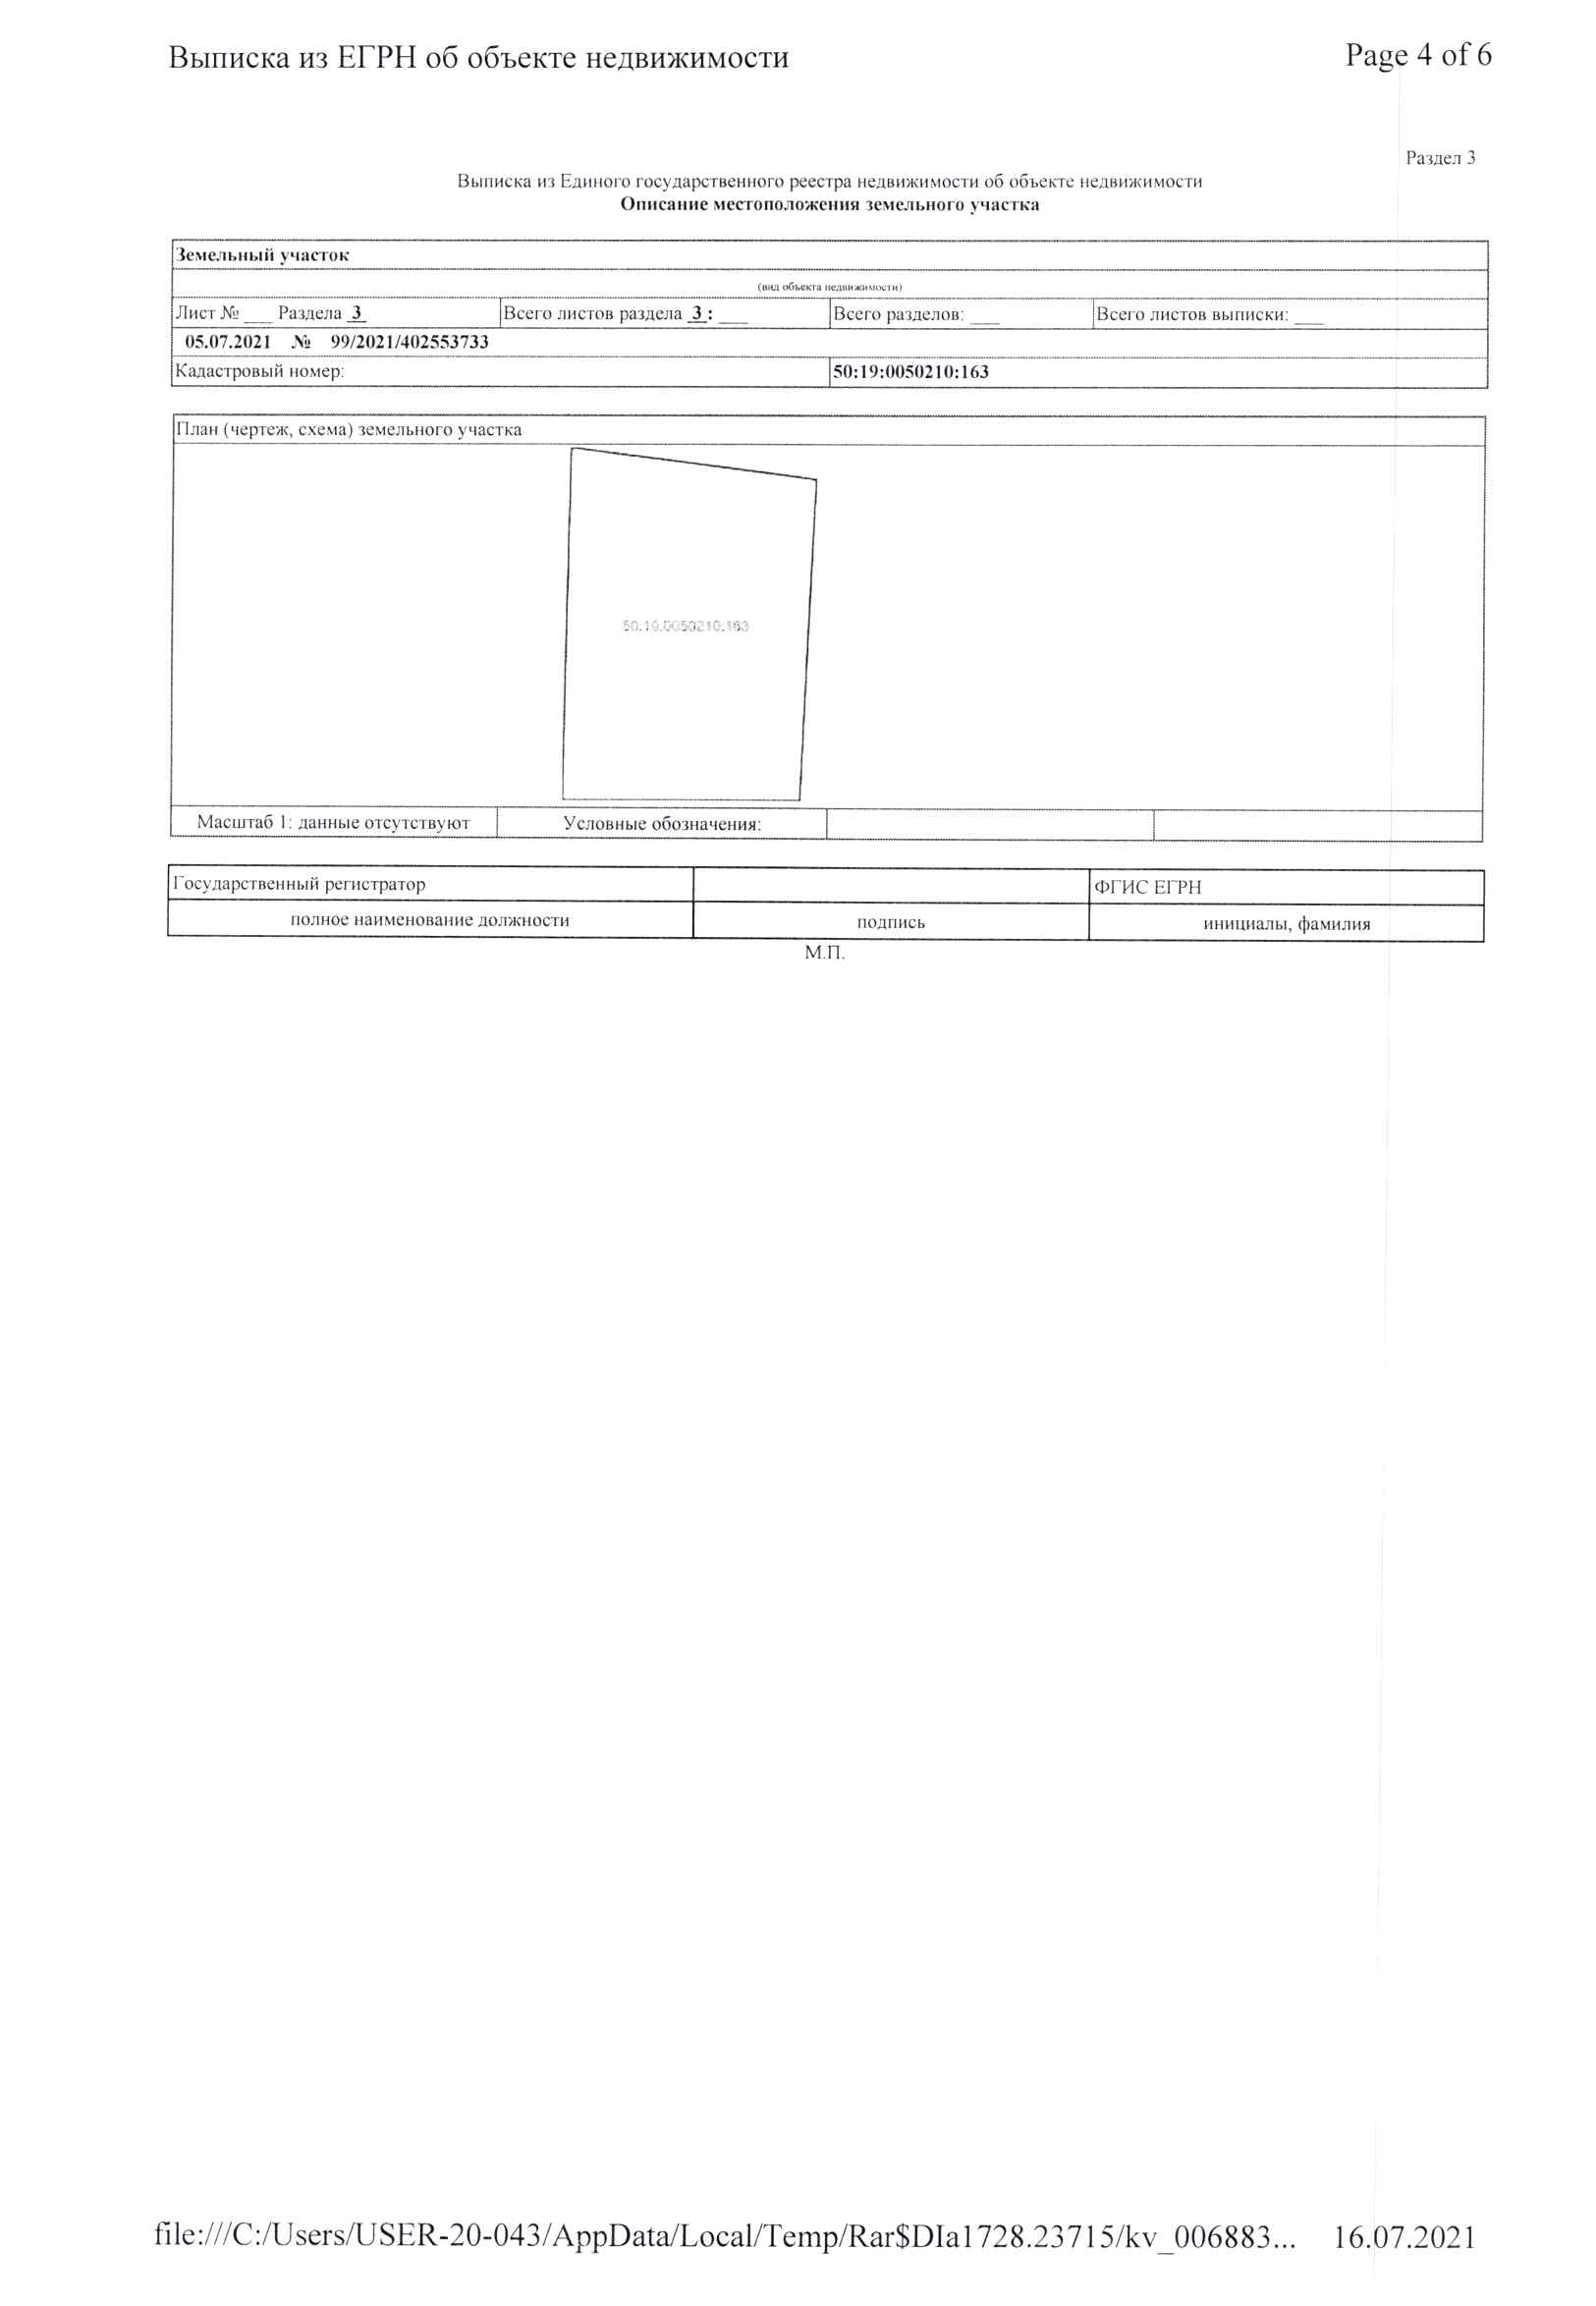 Выписка из ЕГРН об объекте недвижимости Page 4 of 6
Раздел 3
Выписка из Единого государственного реестра недвижимости об объекте недвижимости
Описание местоположения земельного участка
Земельный участок
(вид объекта недвижимости)
Лист № ___ Раздела 3 Всего листов раздела 3 : ___ Всего разделов: ___ Всего листов выписки: ___
05.07.2021 № 99/2021/402553733
Кадастровый номер: 50:19:0050210:163
План (чертеж, схема) земельного участка
50:19:0050210:163
Масштаб 1: данные отсутствуют Условные обозначения:
Государственный регистратор ФГИС ЕГРН
полное наименование должности подпись инициалы, фамилия
М.П.
file:///C:/Users/USER-20-043/AppData/Local/Temp/Rar$DIa1728.23715/kv_006883... 16.07.2021